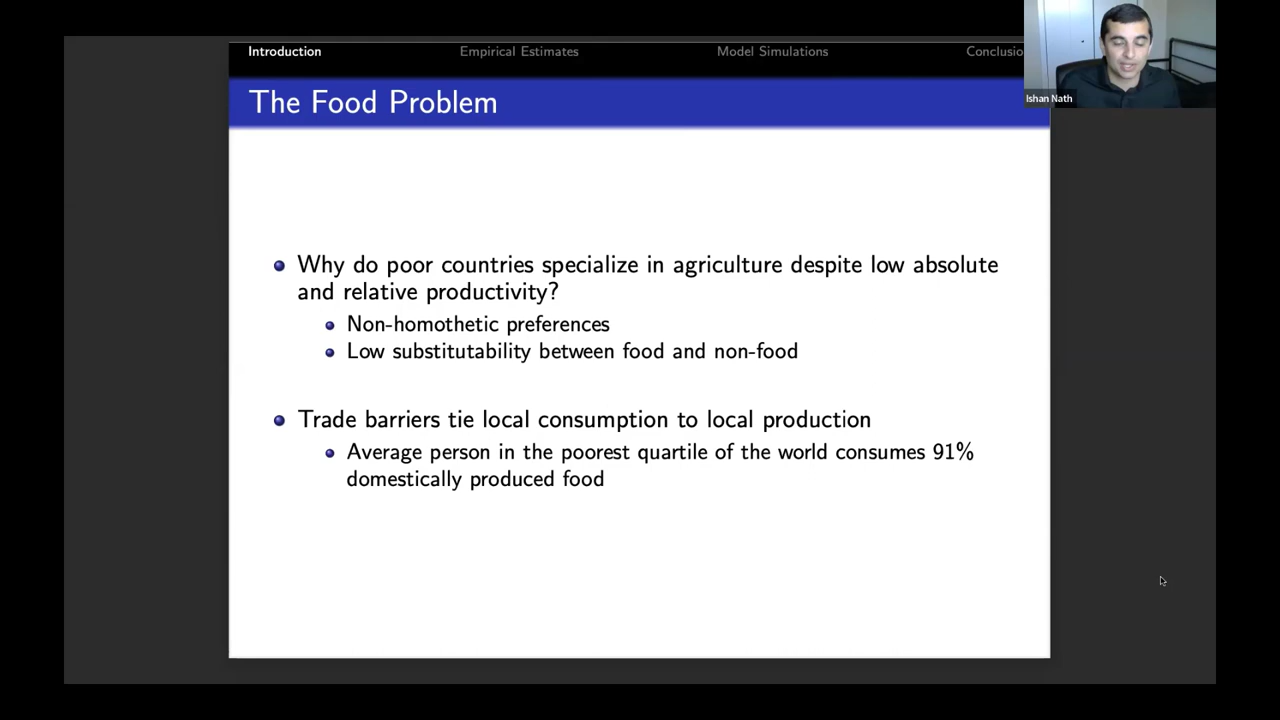 Introduction
Empirical Estimates
Model Simulations
Conclusio
The Food Problem
Ishan Nath
Why do poor countries specialize in agriculture despite low absolute
and relative productivity?
Non-homothetic preferences
Low substitutability between food and non-food
Trade barriers tie local consumption to local production
Average person in the poorest quartile of the world consumes 91%
domestically produced food